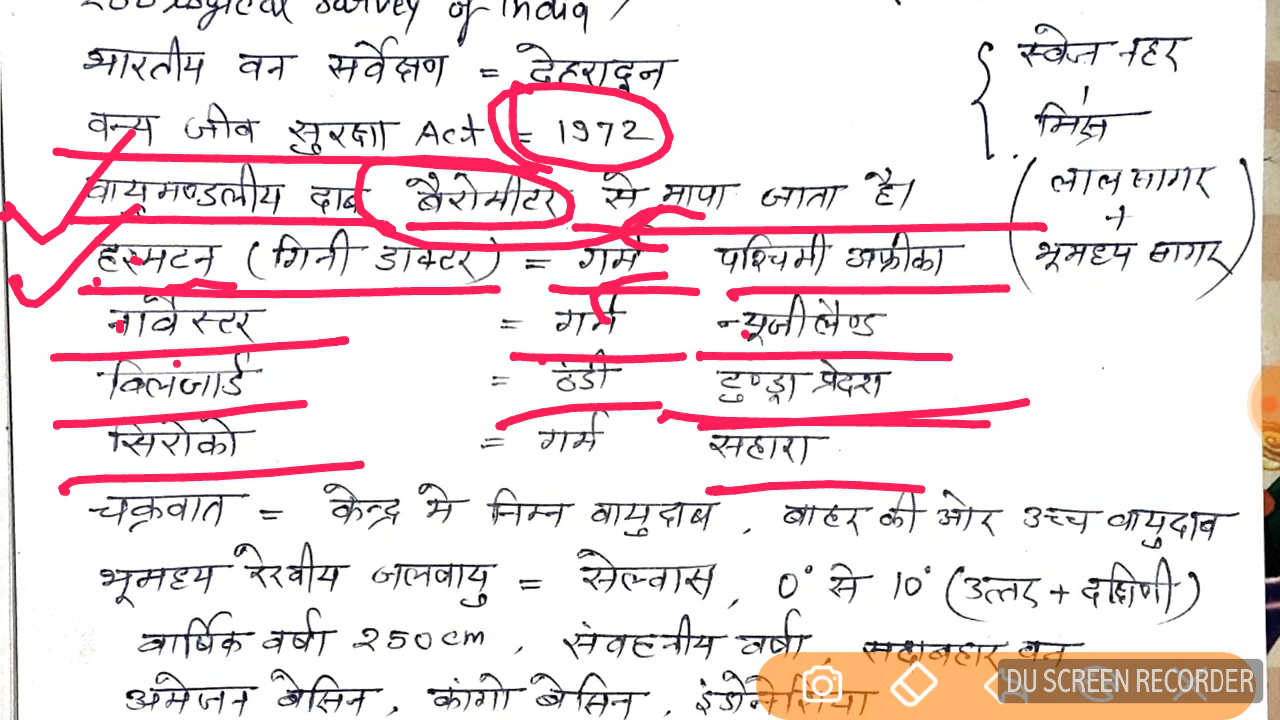 Zoological Survey of India
भारतीय वन सर्वेक्षण = देहरादून
वन्य जीव सुरक्षा Act = 1972
वायुमण्डलीय दाब बैरोमीटर से मापा जाता है।
हरमटन (गिनी डाक्टर) = गर्म पश्चिमी अफ्रीका
नार्वेस्टर = गर्म न्यूजीलैण्ड
विलजार्ड = ठंडी टुण्ड्रा प्रदेश
सिरोको = गर्म सहारा
चक्रवात = केन्द्र मे निम्न वायुदाब , बाहर की ओर उच्च वायुदाब
भूमध्य रेखीय जलवायु = सेल्वास , 0° से 10° (उत्तर + दक्षिणी)
वार्षिक वर्षा 250cm , संवहनीय वर्षा , सदाबहार वन
अमेजन बेसिन , कांगो बेसिन , इंडोनेशिया
स्वेज नहर
मिस्र
(लाल सागर
+
भूमध्य सागर)
DU SCREEN RECORDER